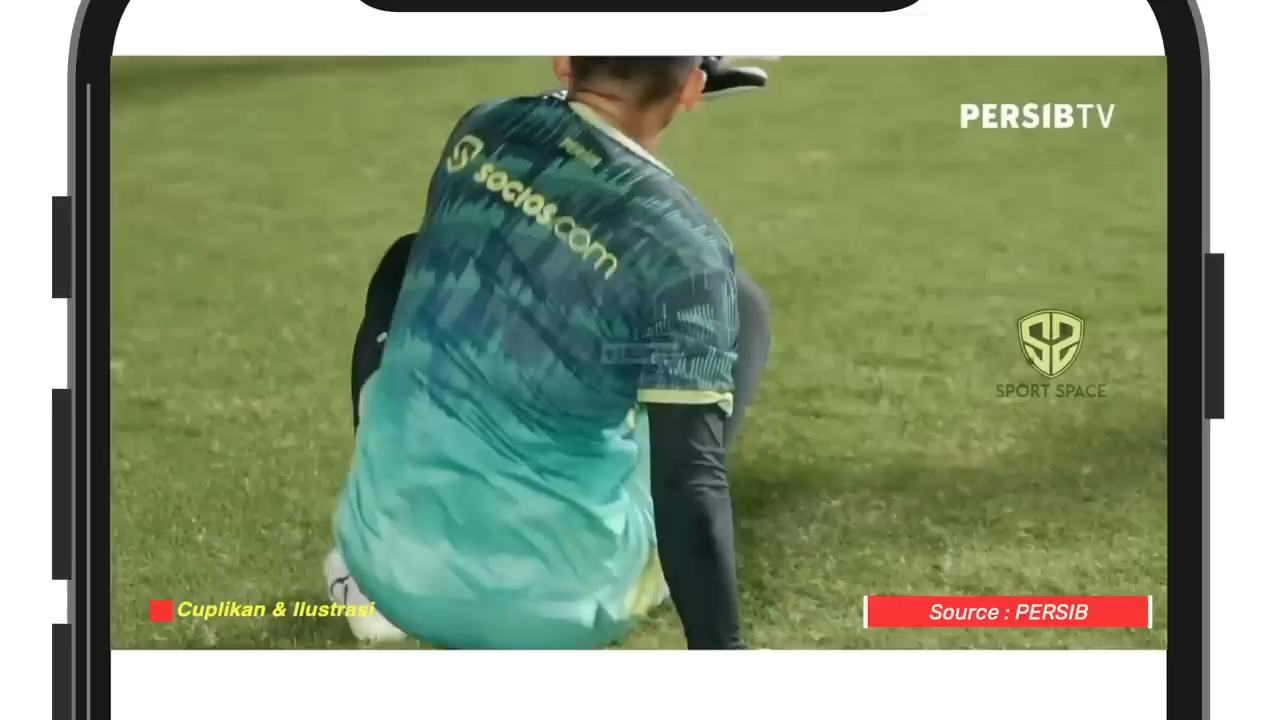 PERSIBTV
socios.com
SPORT SPACE
Cuplikan & Ilustrasi
Source : PERSIB